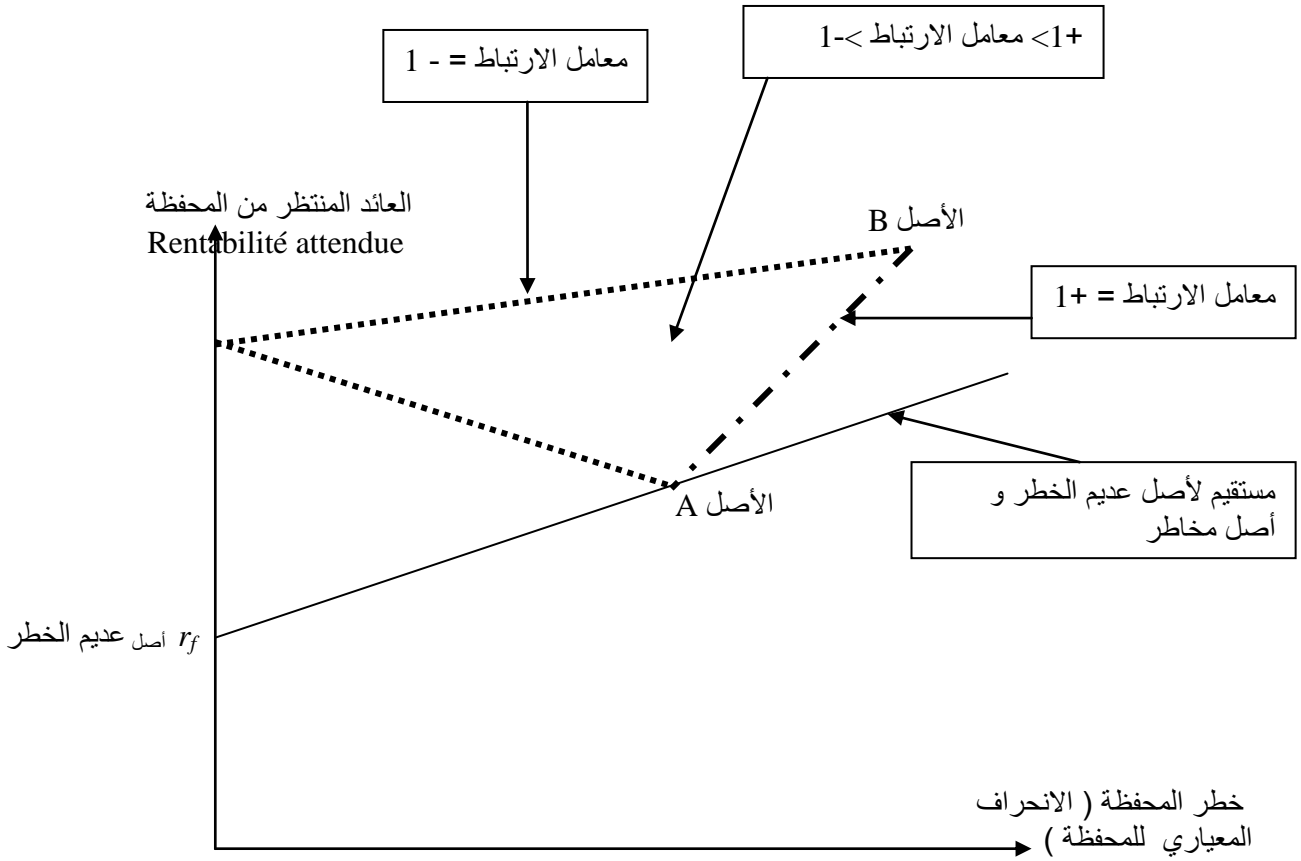 +1> معامل الارتباط >-1
معامل الارتباط = - 1
العائد المنتظر من المحفظة
Rentabilité attendue
الأصل B
معامل الارتباط = +1
مستقيم لأصل عديم الخطر و
أصل مخاطر
الأصل A
rf أصل عديم الخطر
خطر المحفظة ( الانحراف
المعياري للمحفظة )